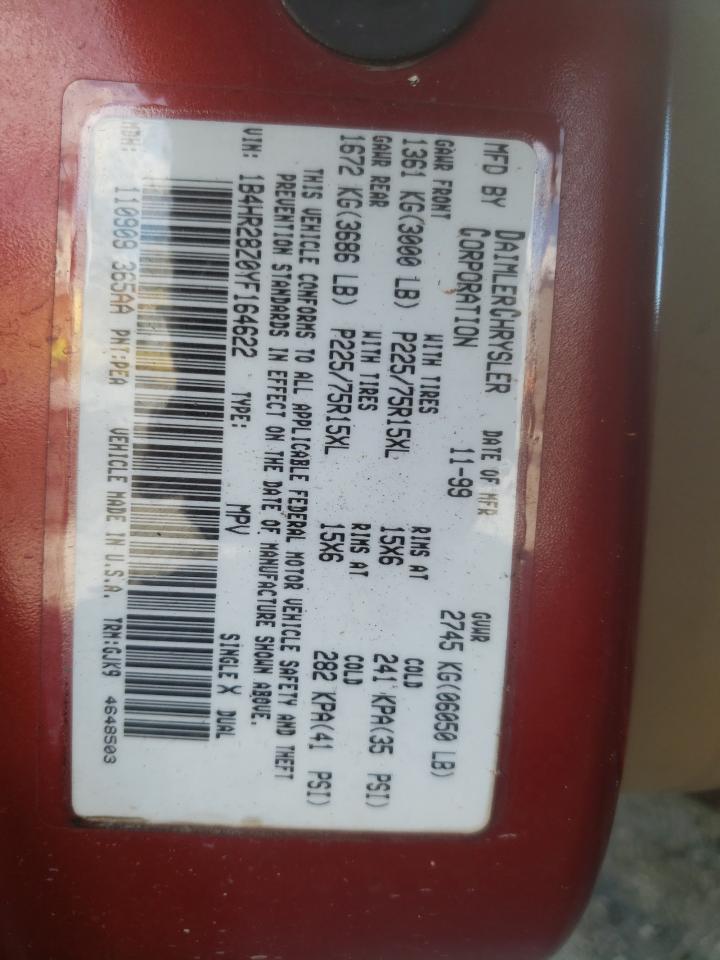 MFD BY DAIMLERCHRYSLER CORPORATION DATE OF MFR 11-99 GVWR 2745 KG(06050 LB)
GAWR FRONT WITH TIRES RIMS AT COLD
1361 KG(3000 LB) P225/75R15XL 15X6 241 KPA(35 PSI)
GAWR REAR WITH TIRES RIMS AT COLD
1672 KG(3686 LB) P225/75R15XL 15X6 282 KPA(41 PSI)
THIS VEHICLE CONFORMS TO ALL APPLICABLE FEDERAL MOTOR VEHICLE SAFETY AND THEFT
PREVENTION STANDARDS IN EFFECT ON THE DATE OF MANUFACTURE SHOWN ABOVE.
VIN: 1B4HR28Z0YF164622 TYPE: MPV SINGLE X DUAL
MDH: 110909 365AA PNT:PEA VEHICLE MADE IN U.S.A. TRM:GJK9 4648503